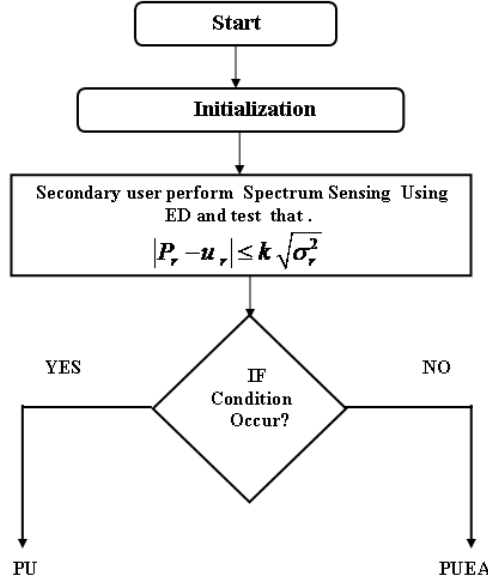 Start
Initialization
Secondary user perform Spectrum Sensing Using
ED and test that .
|P_r - u_r| ≤ k √σ_r^2
YES
IF
Condition
Occur?
NO
PU
PUEA